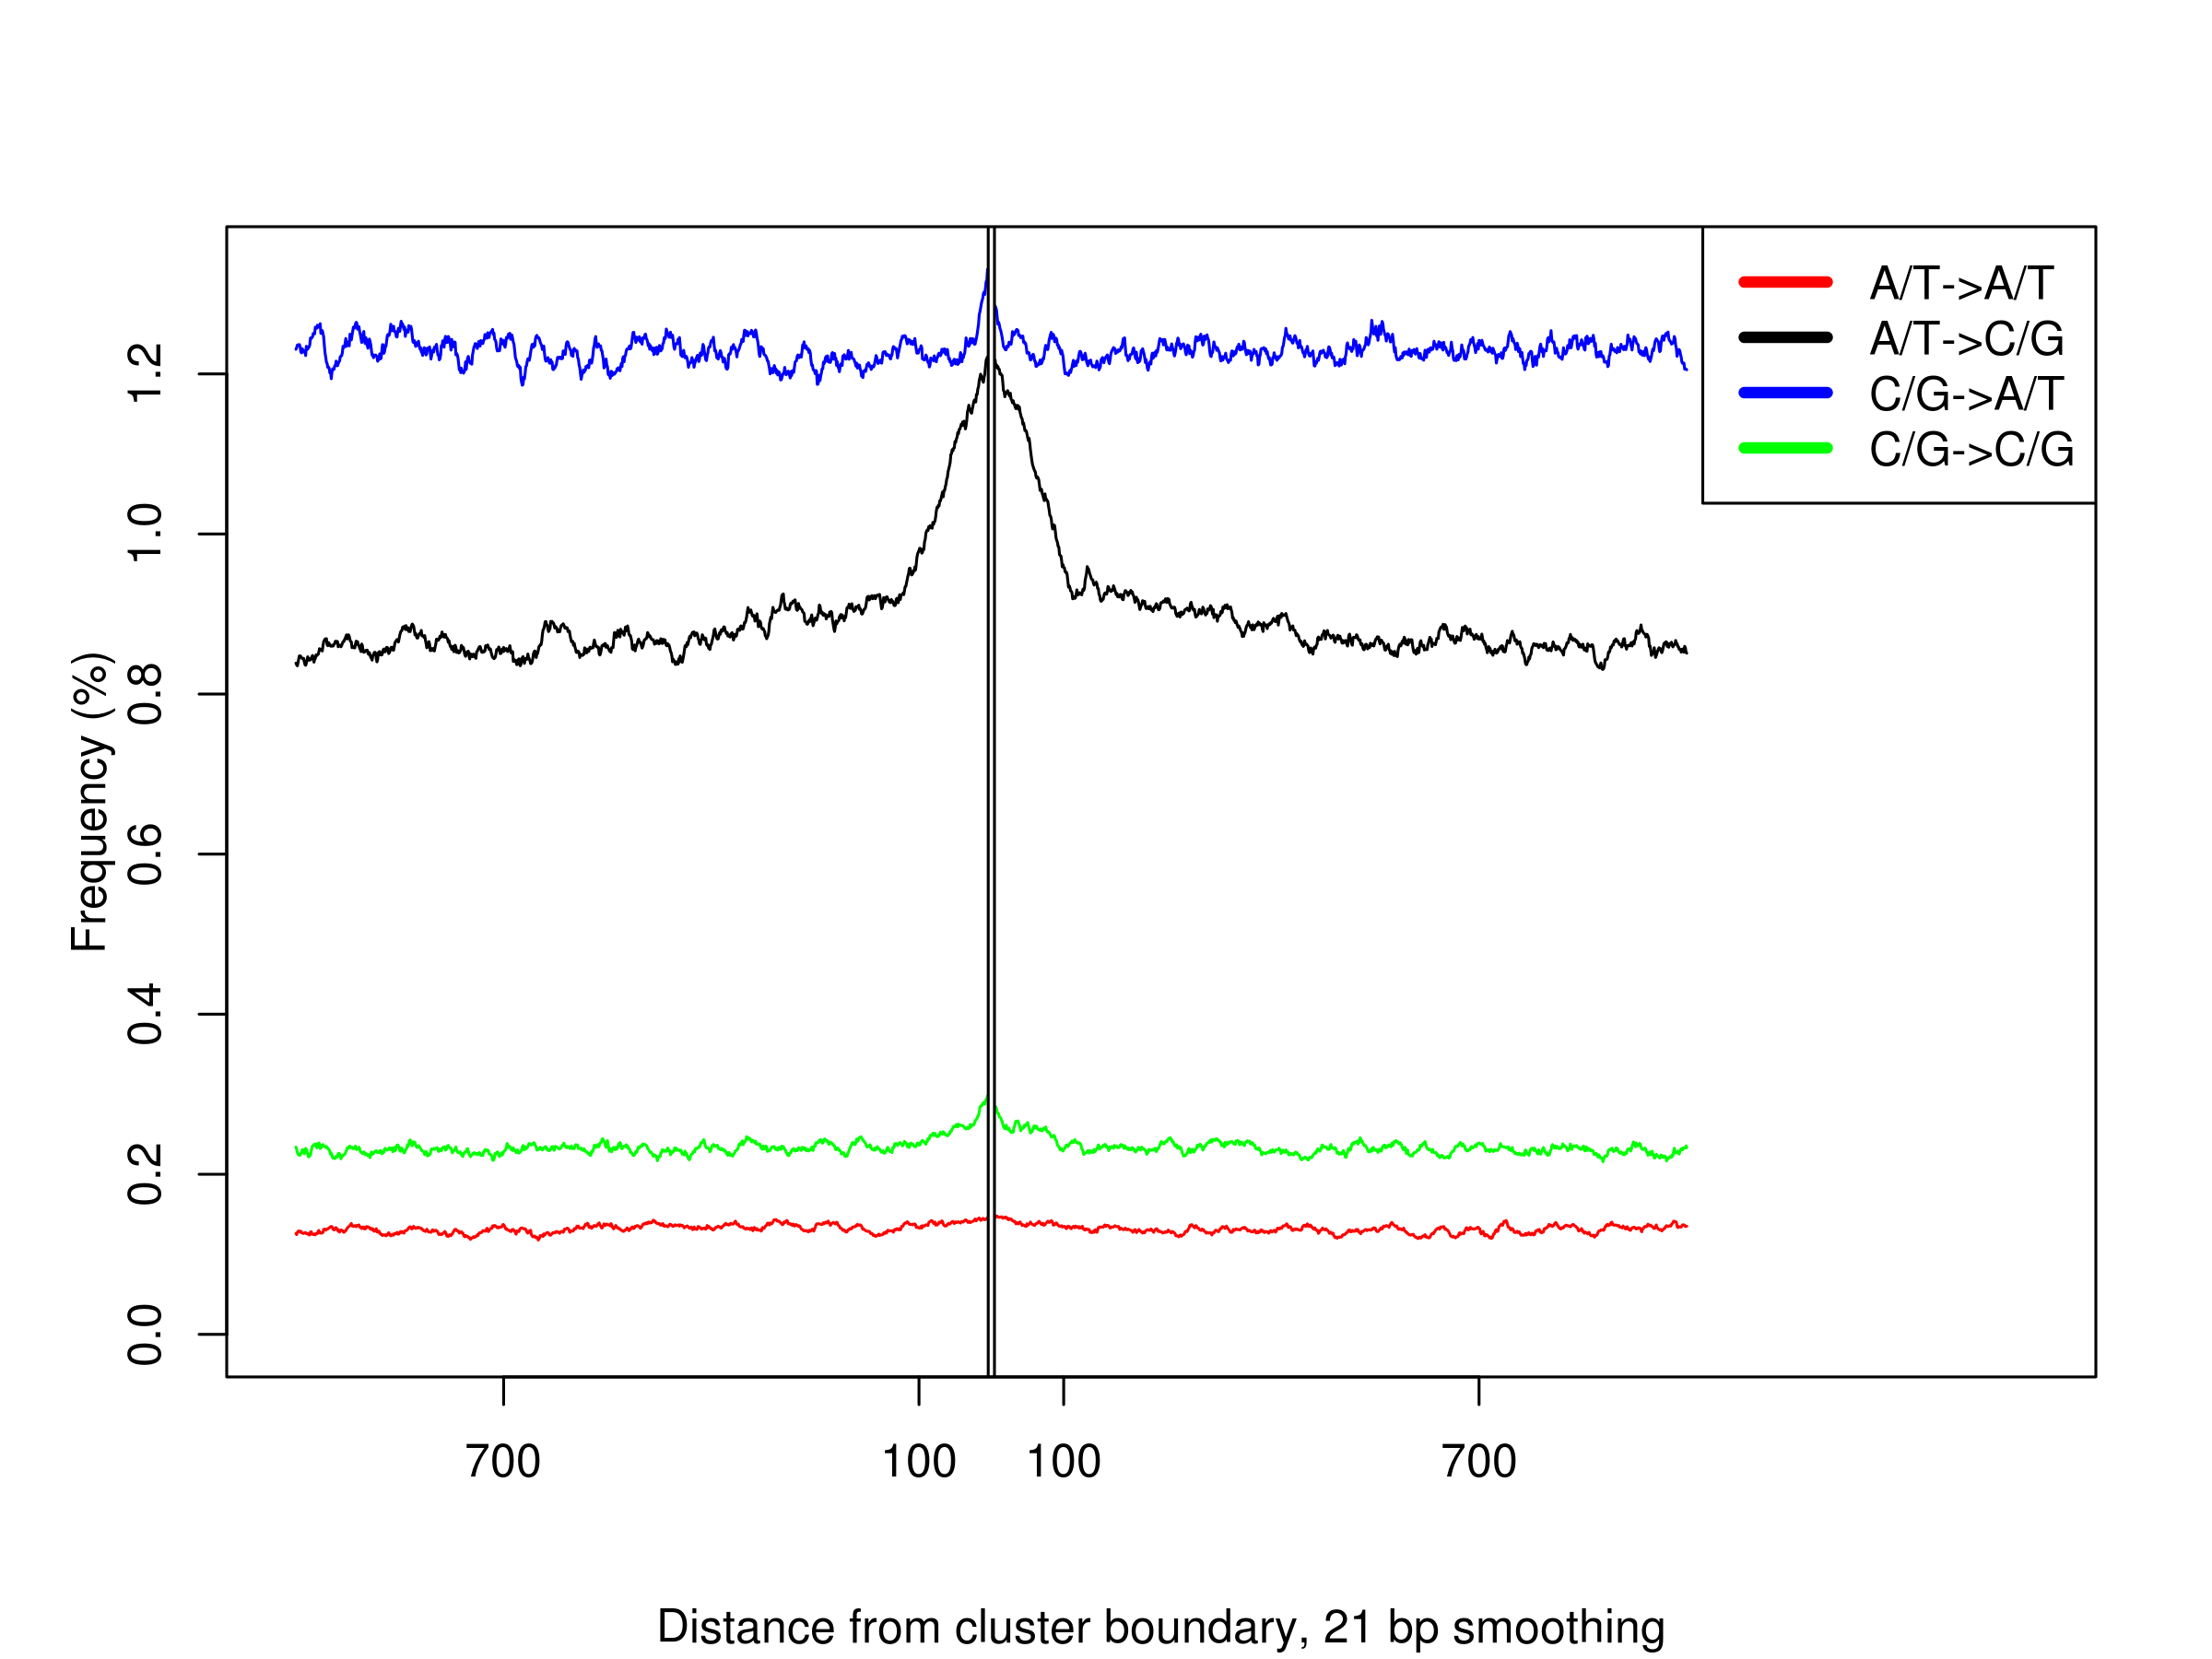 A/T->A/T
A/T->C/G
C/G->A/T
C/G->C/G
Frequency (%)
1.2
1.0
0.8
0.6
0.4
0.2
0.0
700 100 100 700
Distance from cluster boundary, 21 bp smoothing